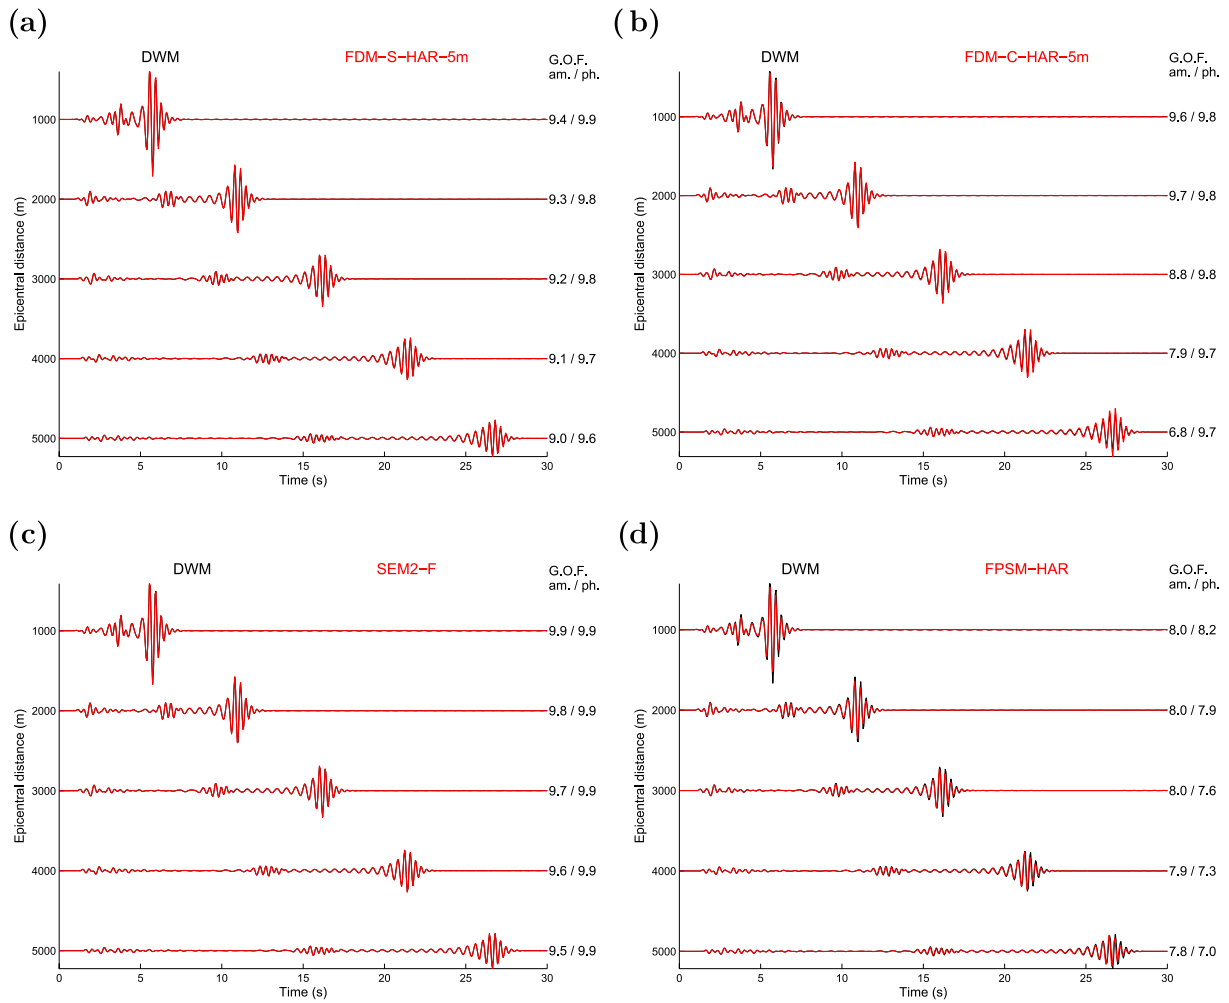 (a)
DWM FDM-S-HAR-5m G.O.F.
am. / ph.
1000 9.4 / 9.9
2000 9.3 / 9.8
3000 9.2 / 9.8
4000 9.1 / 9.7
5000 9.0 / 9.6
Epicentral distance (m)
0 5 10 15 20 25 30
Time (s)
(b)
DWM FDM-C-HAR-5m G.O.F.
am. / ph.
1000 9.6 / 9.8
2000 9.7 / 9.8
3000 8.8 / 9.8
4000 7.9 / 9.7
5000 6.8 / 9.7
Epicentral distance (m)
0 5 10 15 20 25 30
Time (s)
(c)
DWM SEM2-F G.O.F.
am. / ph.
1000 9.9 / 9.9
2000 9.8 / 9.9
3000 9.7 / 9.9
4000 9.6 / 9.9
5000 9.5 / 9.9
Epicentral distance (m)
0 5 10 15 20 25 30
Time (s)
(d)
DWM FPSM-HAR G.O.F.
am. / ph.
1000 8.0 / 8.2
2000 8.0 / 7.9
3000 8.0 / 7.6
4000 7.9 / 7.3
5000 7.8 / 7.0
Epicentral distance (m)
0 5 10 15 20 25 30
Time (s)